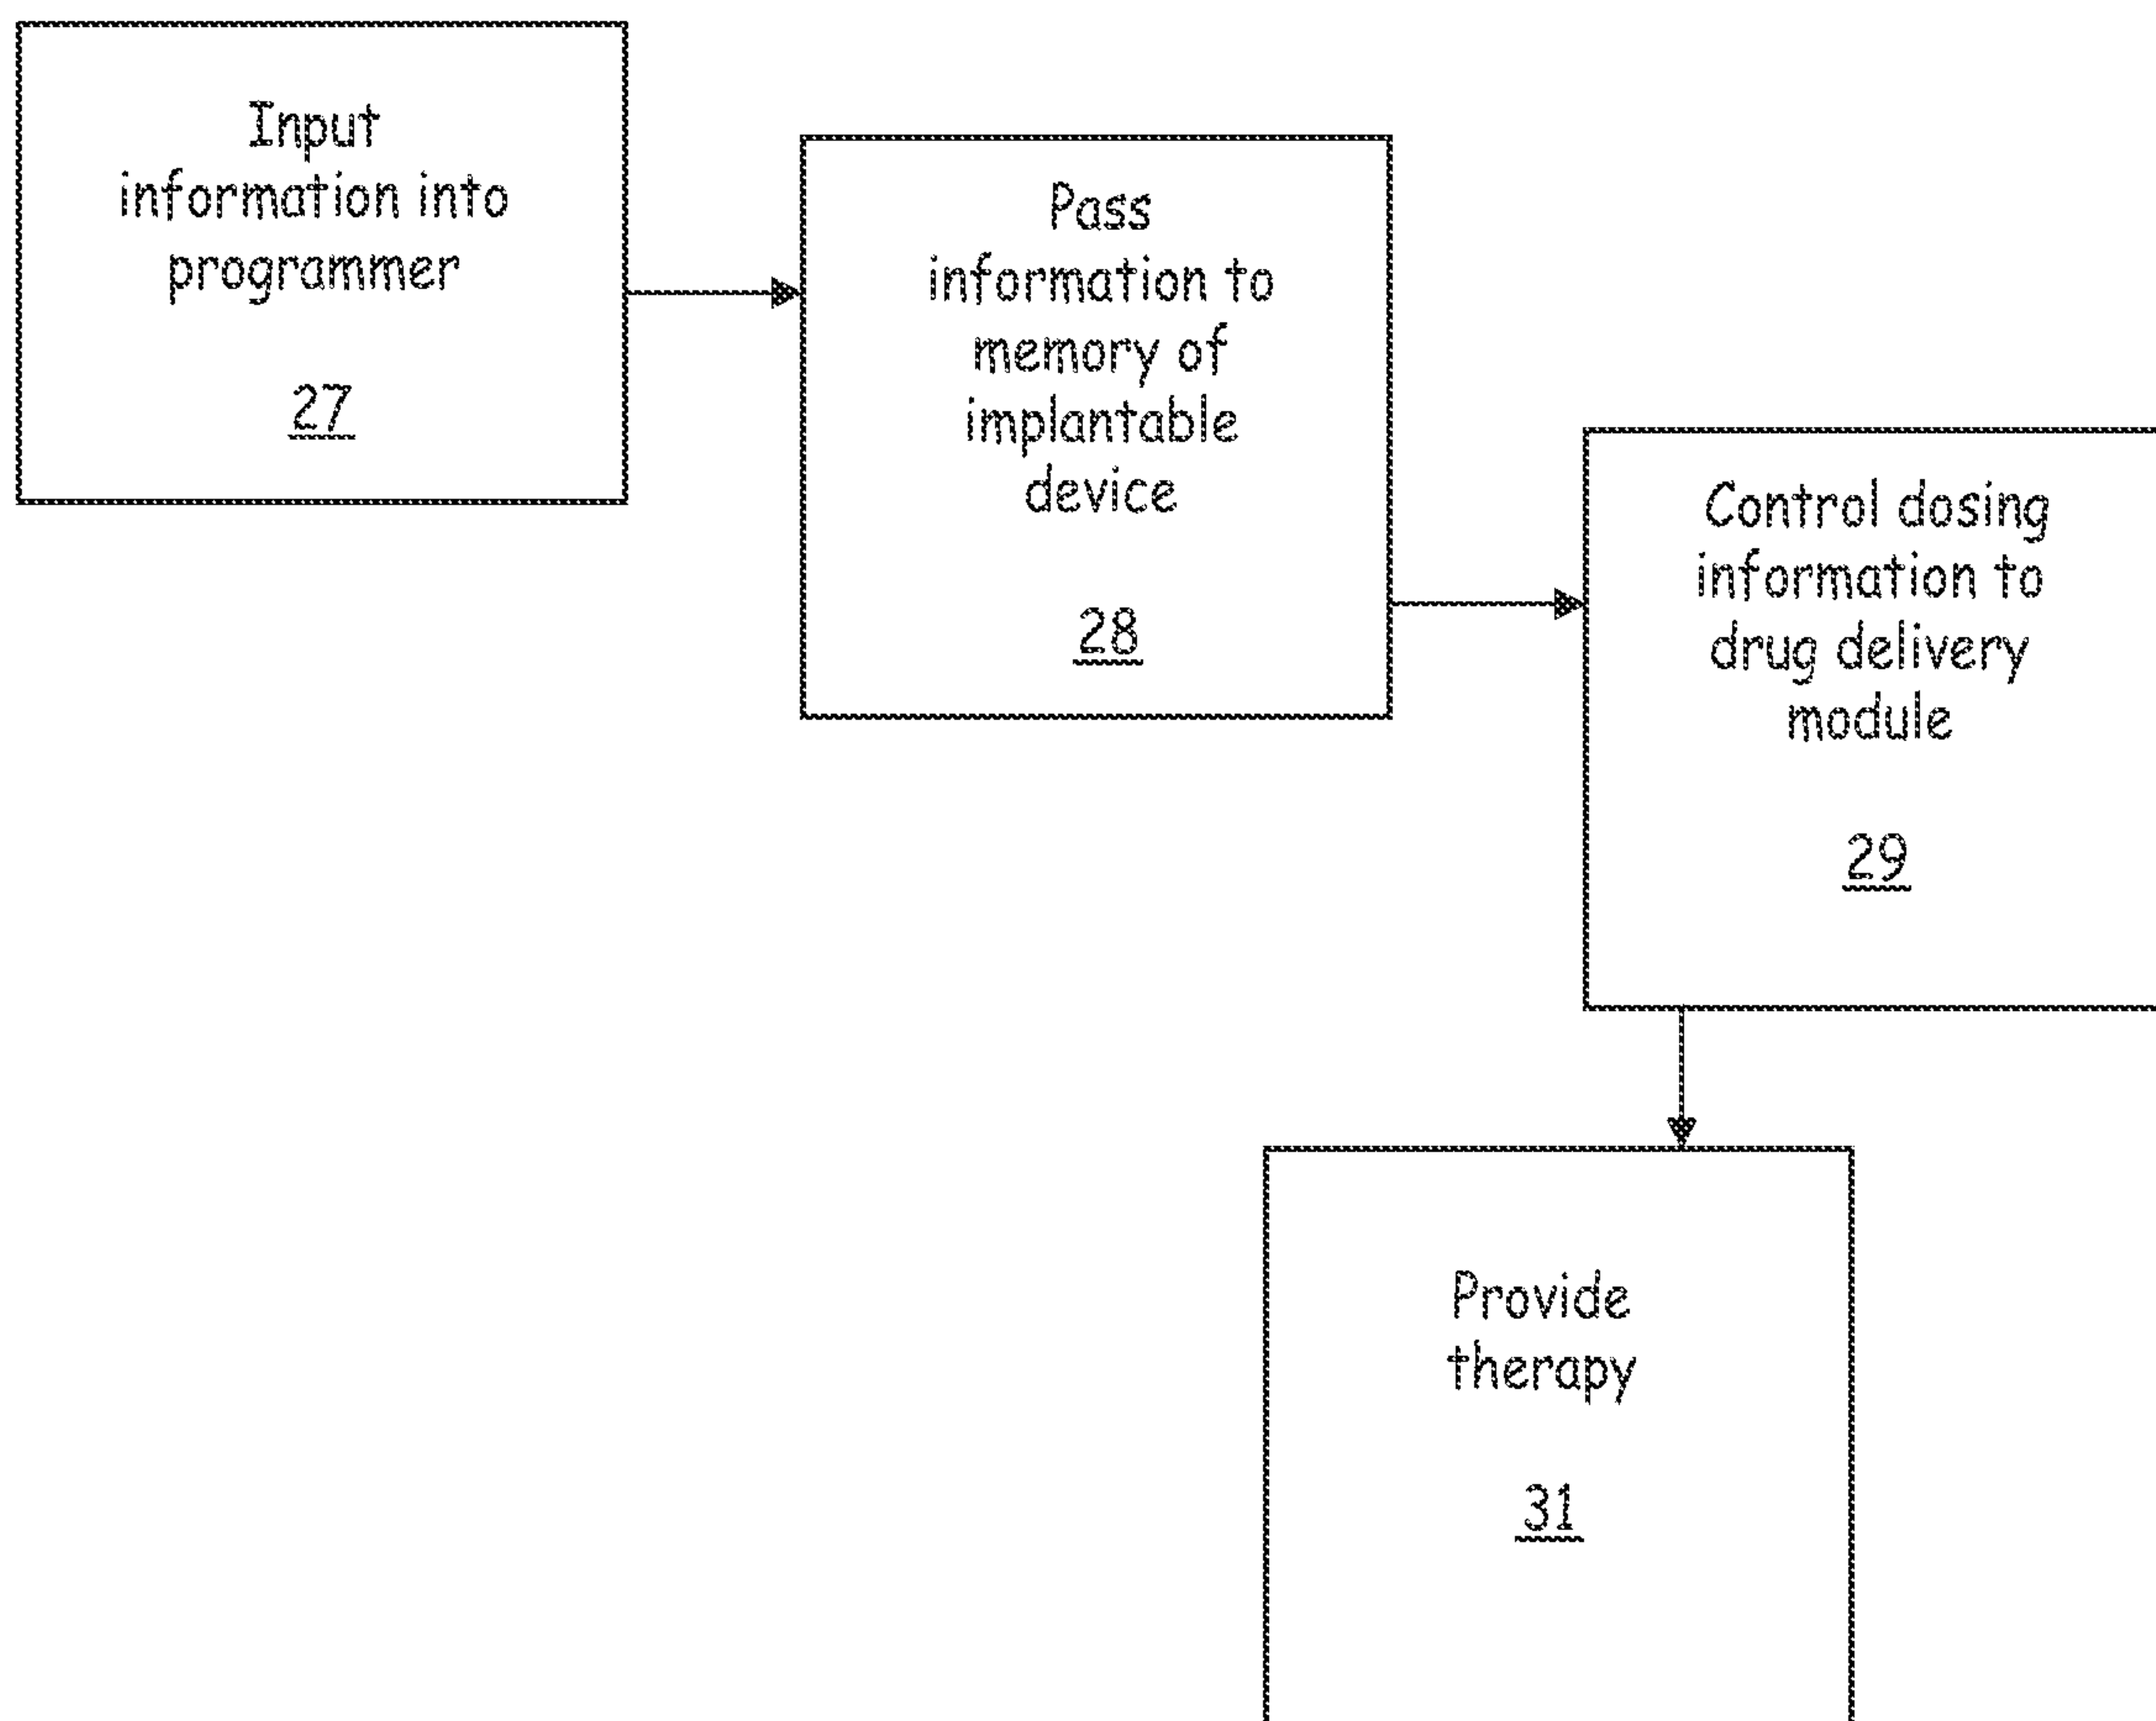 Input
information into
programmer
27
Pass
information to
memory of
implantable
device
28
Control dosing
information to
drug delivery
module
29
Provide
therapy
31